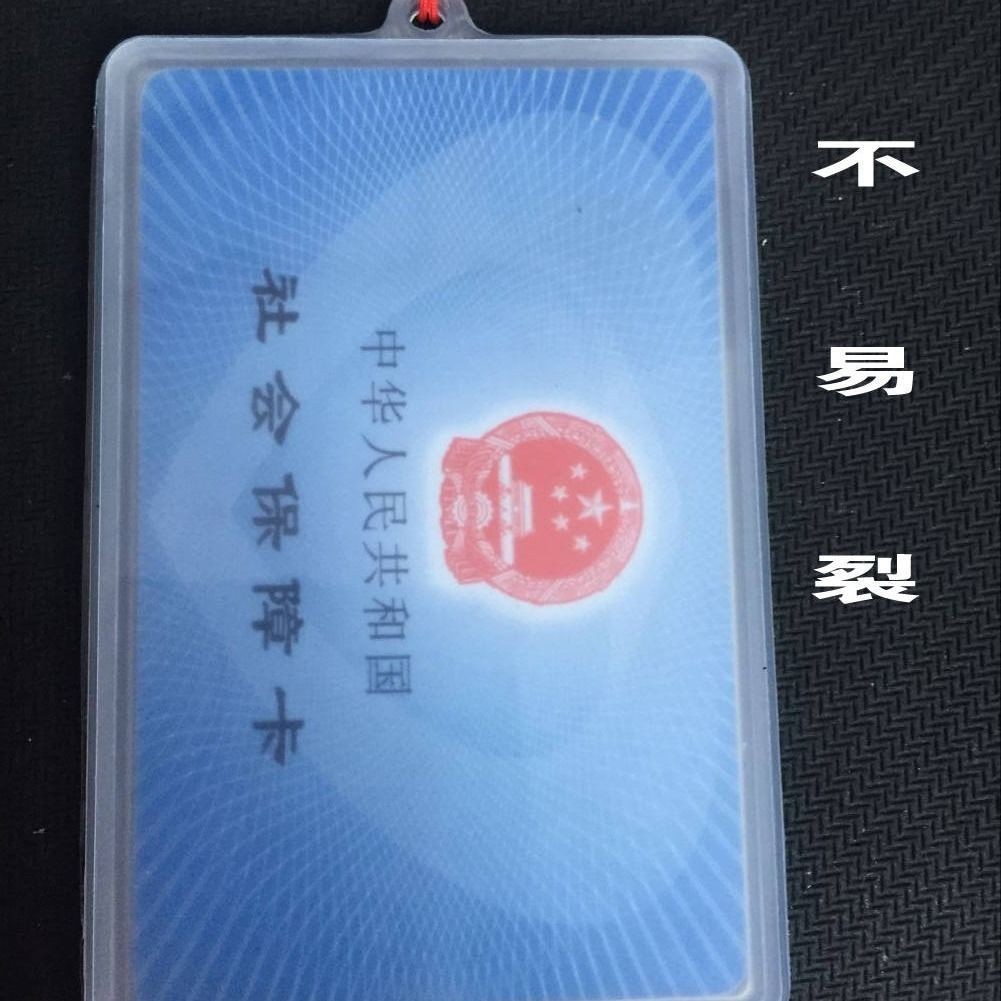 中华人民共和国
社会保障卡
不易裂